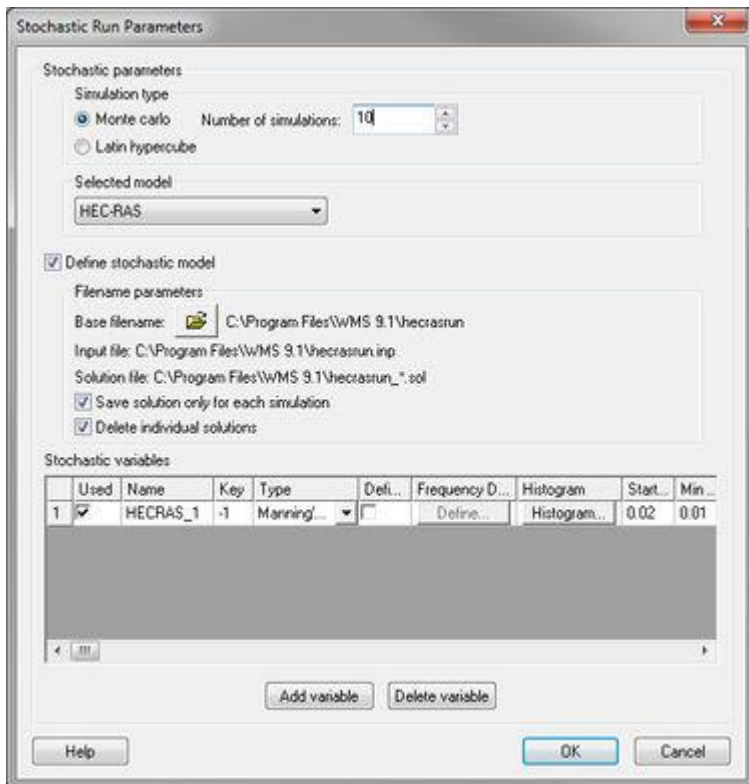 Stochastic Run Parameters
Stochastic parameters
Simulation type
Monte carlo Number of simulations: 10
Latin hypercube
Selected model
HEC-RAS
Define stochastic model
Filename parameters
Base filename: C:\Program Files\WMS 9.1\hecrasrun
Input file: C:\Program Files\WMS 9.1\hecrasrun.inp
Solution file: C:\Program Files\WMS 9.1\hecrasrun_*.sol
Save solution only for each simulation
Delete individual solutions
Stochastic variables
Used Name Key Type Defi... Frequency D... Histogram Start... Min ...
1 HECRAS_1 -1 Manning'... Define... Histogram... 0.02 0.01
Add variable Delete variable
Help OK Cancel